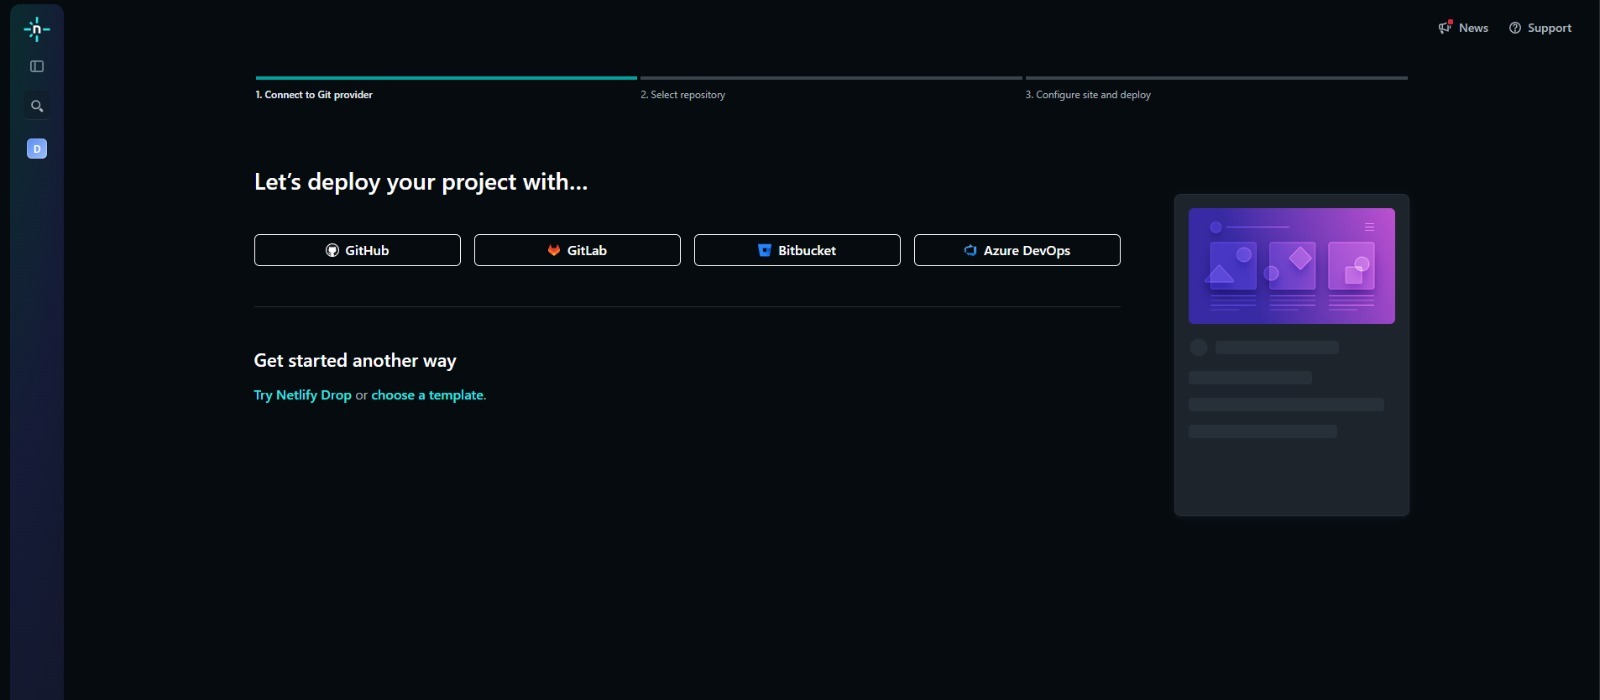 n
News
Support
1. Connect to Git provider
2. Select repository
3. Configure site and deploy
D
Let’s deploy your project with…
GitHub
GitLab
Bitbucket
Azure DevOps
Get started another way
Try Netlify Drop or choose a template.